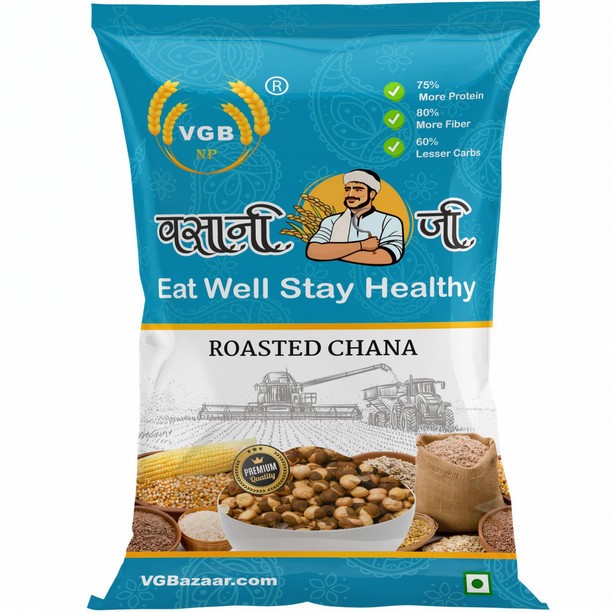 ®
VGB
NP
75%
More Protein
80%
More Fiber
60%
Lesser Carbs
वसानी जी
Eat Well Stay Healthy
ROASTED CHANA
PREMIUM
Quality
VGBazaar.com